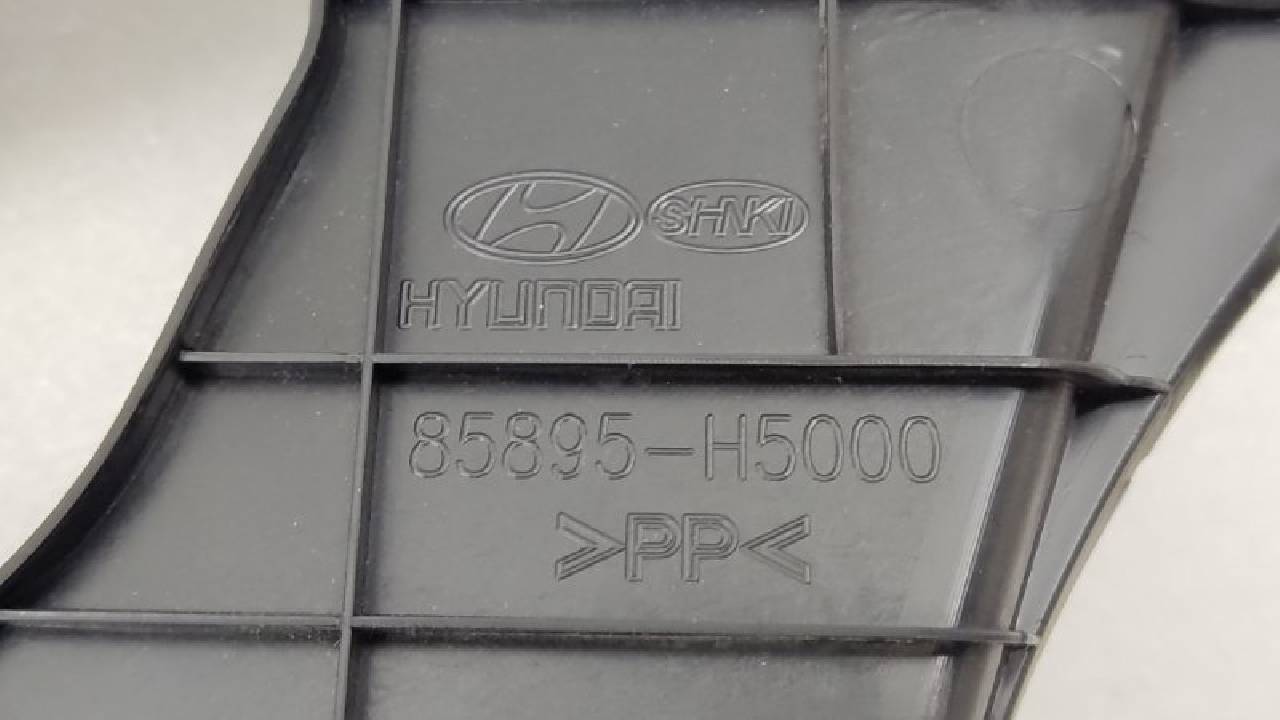 SHNKI
HYUNDAI
85895-H5000
>PP<